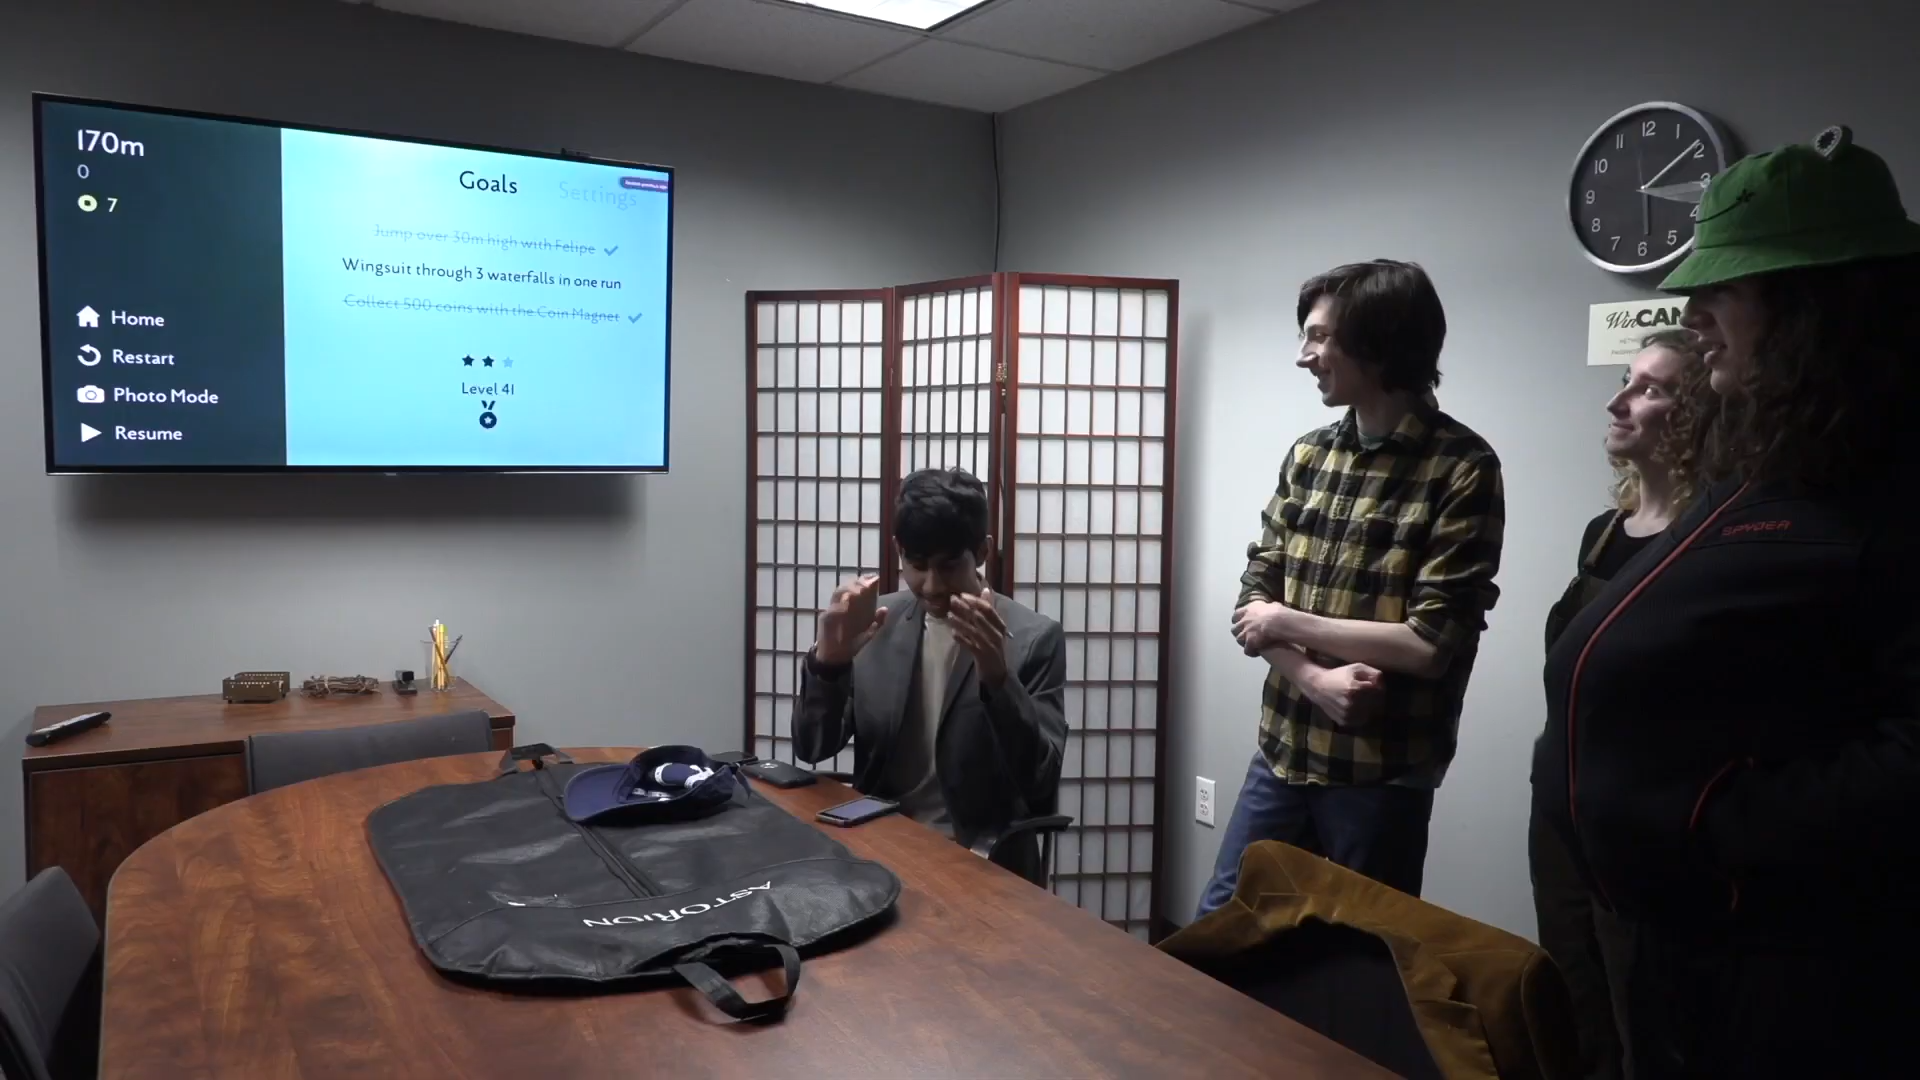 170m
0
7
Home
Restart
Photo Mode
Resume
Goals
Settings
Jump over 30m high with Felipe
Wingsuit through 3 waterfalls in one run
Collect 500 coins with the Coin Magnet
Level 41
12
1
2
3
4
5
6
7
8
9
10
11
WinCAM
SPYDER
ASTORION